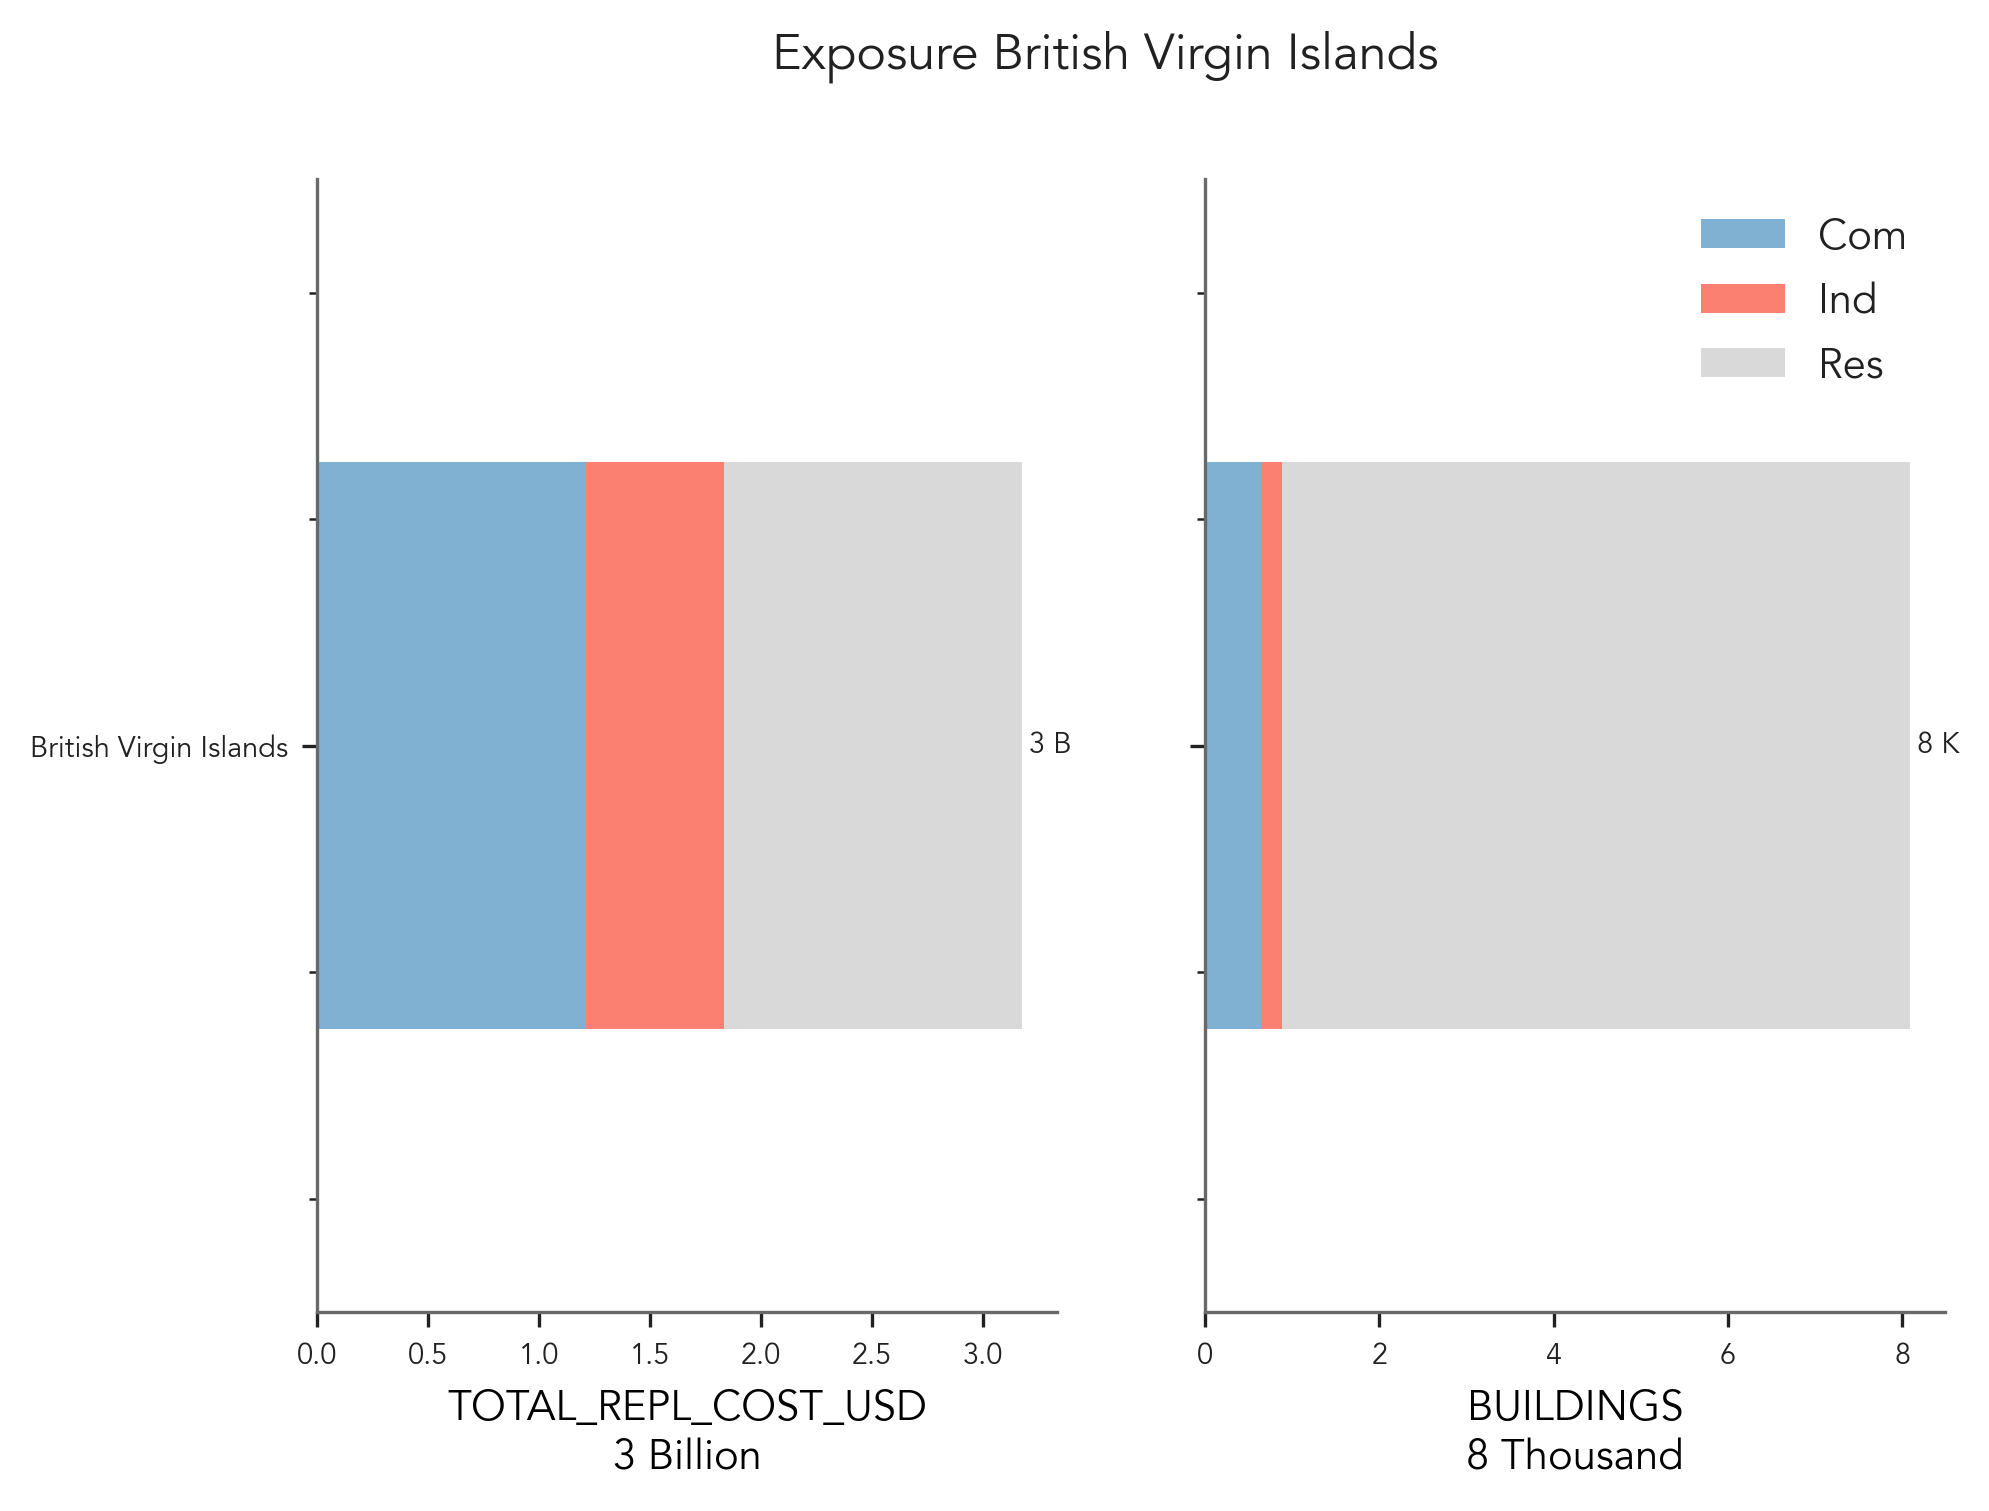 Exposure British Virgin Islands
Com
Ind
Res
British Virgin Islands
3 B
8 K
0.0 0.5 1.0 1.5 2.0 2.5 3.0
TOTAL_REPL_COST_USD
3 Billion
0 2 4 6 8
BUILDINGS
8 Thousand